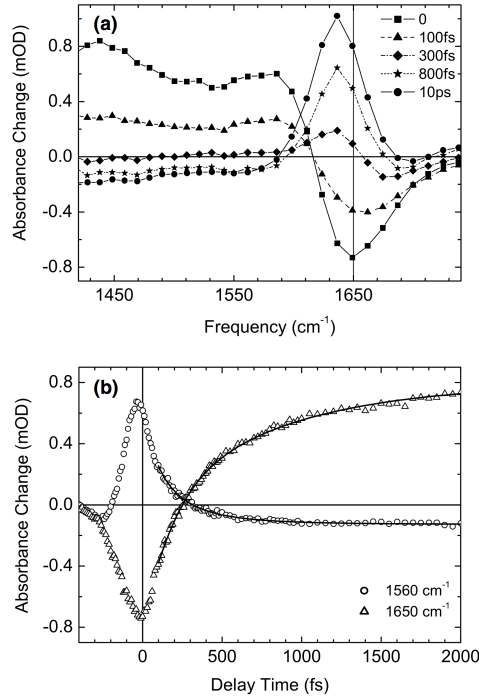 (a)
0
100fs
300fs
800fs
10ps
0.8
0.4
0.0
-0.4
-0.8
Absorbance Change (mOD)
1450
1550
1650
Frequency (cm⁻¹)
(b)
0.8
0.4
0.0
-0.4
-0.8
Absorbance Change (mOD)
1560 cm⁻¹
1650 cm⁻¹
0
500
1000
1500
2000
Delay Time (fs)